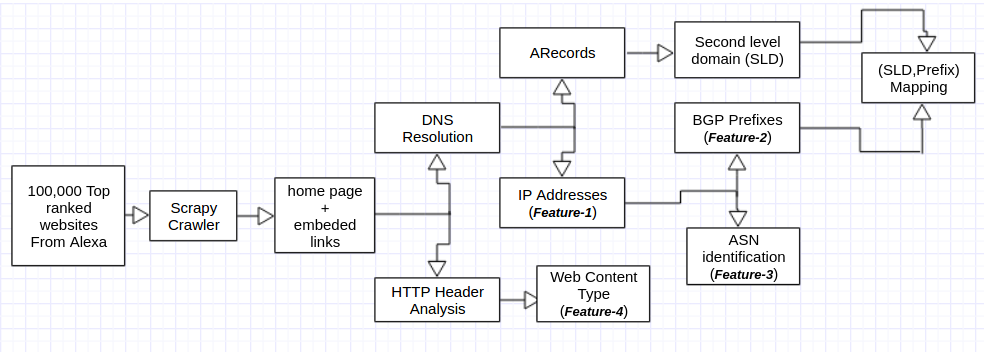 100,000 Top
ranked
websites
From Alexa
Scrapy
Crawler
home page
+
embeded
links
DNS
Resolution
HTTP Header
Analysis
ARecords
IP Addresses
(Feature-1)
Web Content
Type
(Feature-4)
Second level
domain (SLD)
BGP Prefixes
(Feature-2)
ASN
identification
(Feature-3)
(SLD,Prefix)
Mapping